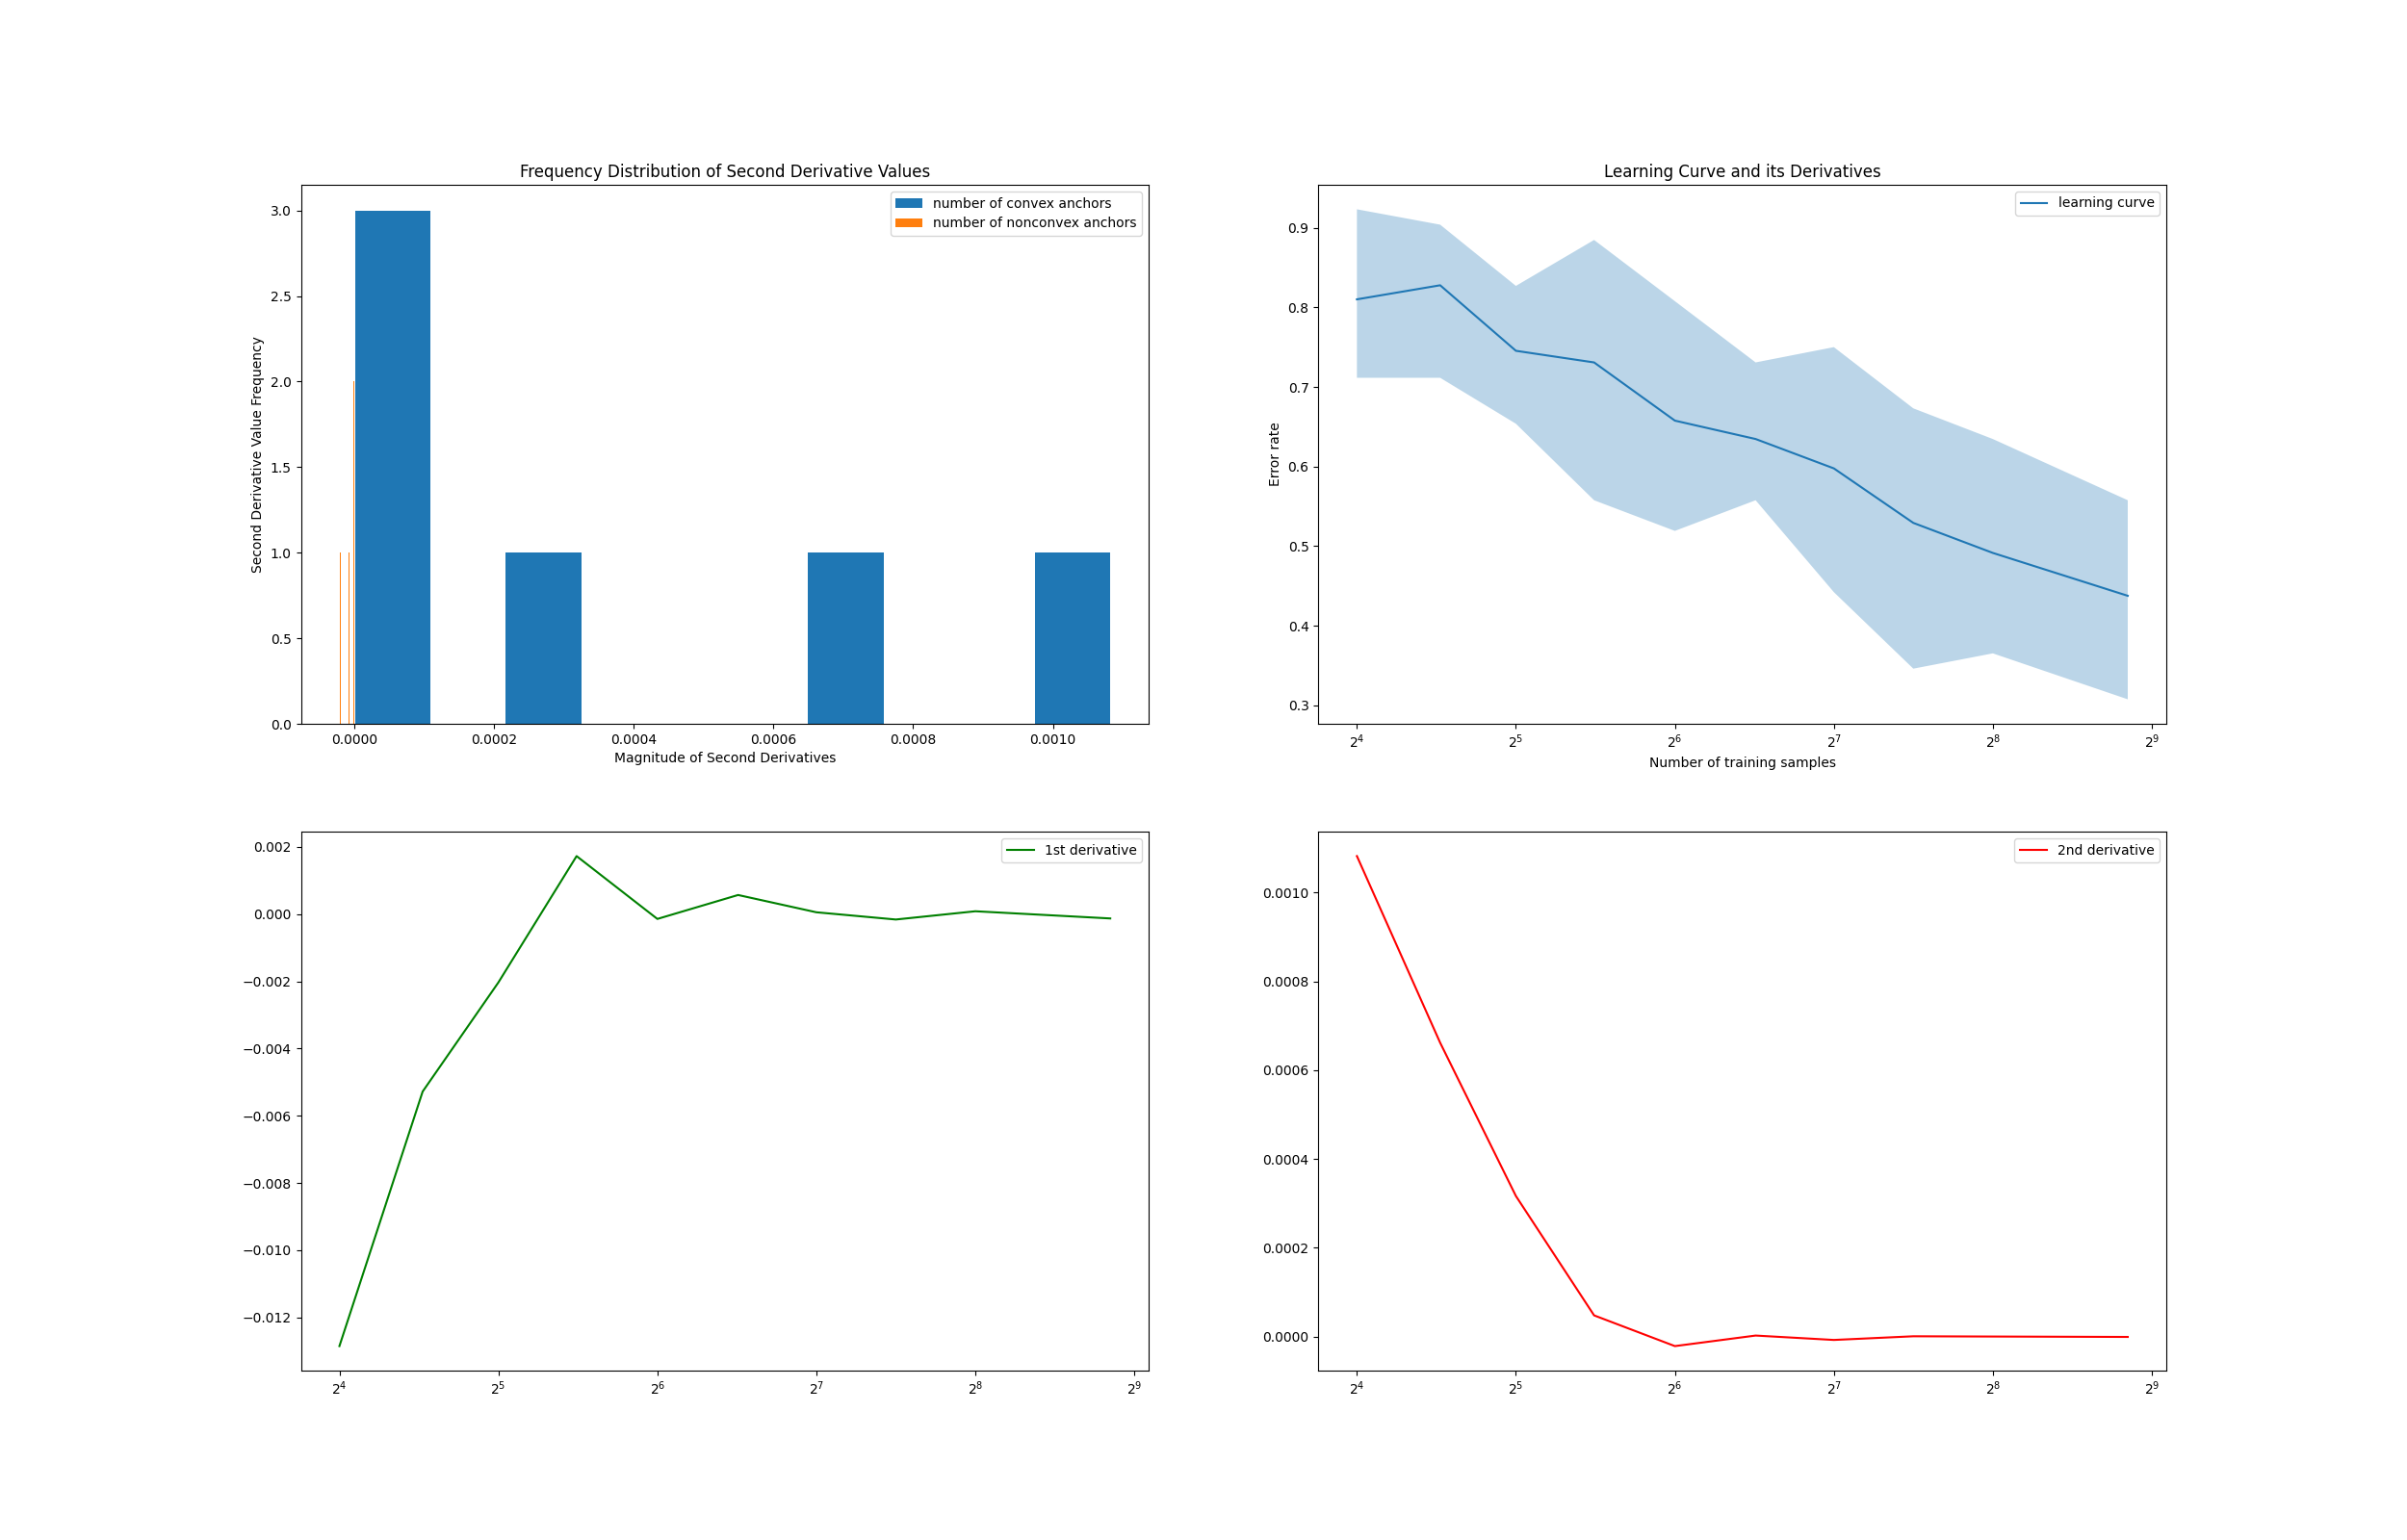 Frequency Distribution of Second Derivative Values
number of convex anchors
number of nonconvex anchors
Second Derivative Value Frequency
3.0
2.5
2.0
1.5
1.0
0.5
0.0
0.0000 0.0002 0.0004 0.0006 0.0008 0.0010
Magnitude of Second Derivatives
Learning Curve and its Derivatives
learning curve
Error rate
0.9
0.8
0.7
0.6
0.5
0.4
0.3
2⁴ 2⁵ 2⁶ 2⁷ 2⁸ 2⁹
Number of training samples
1st derivative
0.002
0.000
−0.002
−0.004
−0.006
−0.008
−0.010
−0.012
2⁴ 2⁵ 2⁶ 2⁷ 2⁸ 2⁹
2nd derivative
0.0010
0.0008
0.0006
0.0004
0.0002
0.0000
2⁴ 2⁵ 2⁶ 2⁷ 2⁸ 2⁹